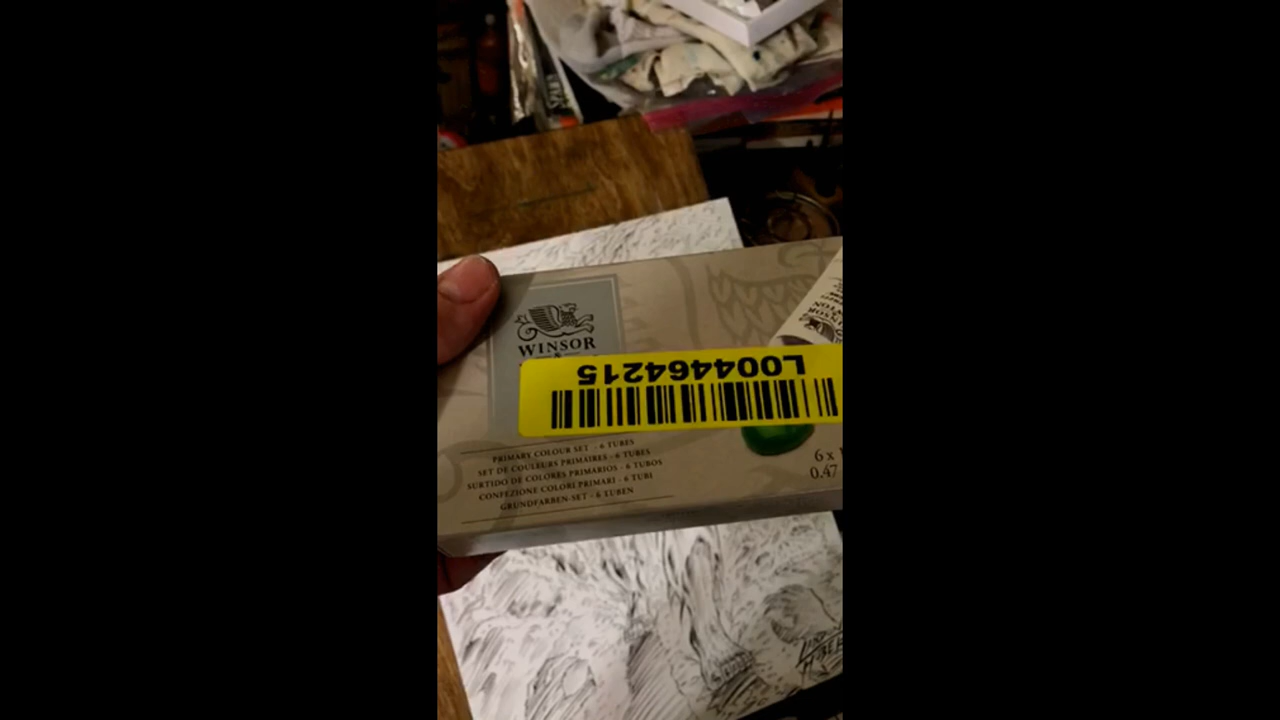 WINSOR
&
L004464215
PRIMARY COLOUR SET - 6 TUBES
SET DE COULEURS PRIMAIRES - 6 TUBES
SURTIDO DE COLORES PRIMARIOS - 6 TUBOS
CONFEZIONE COLORI PRIMARI - 6 TUBI
GRUNDFARBEN-SET - 6 TUBEN
6 x
0.47